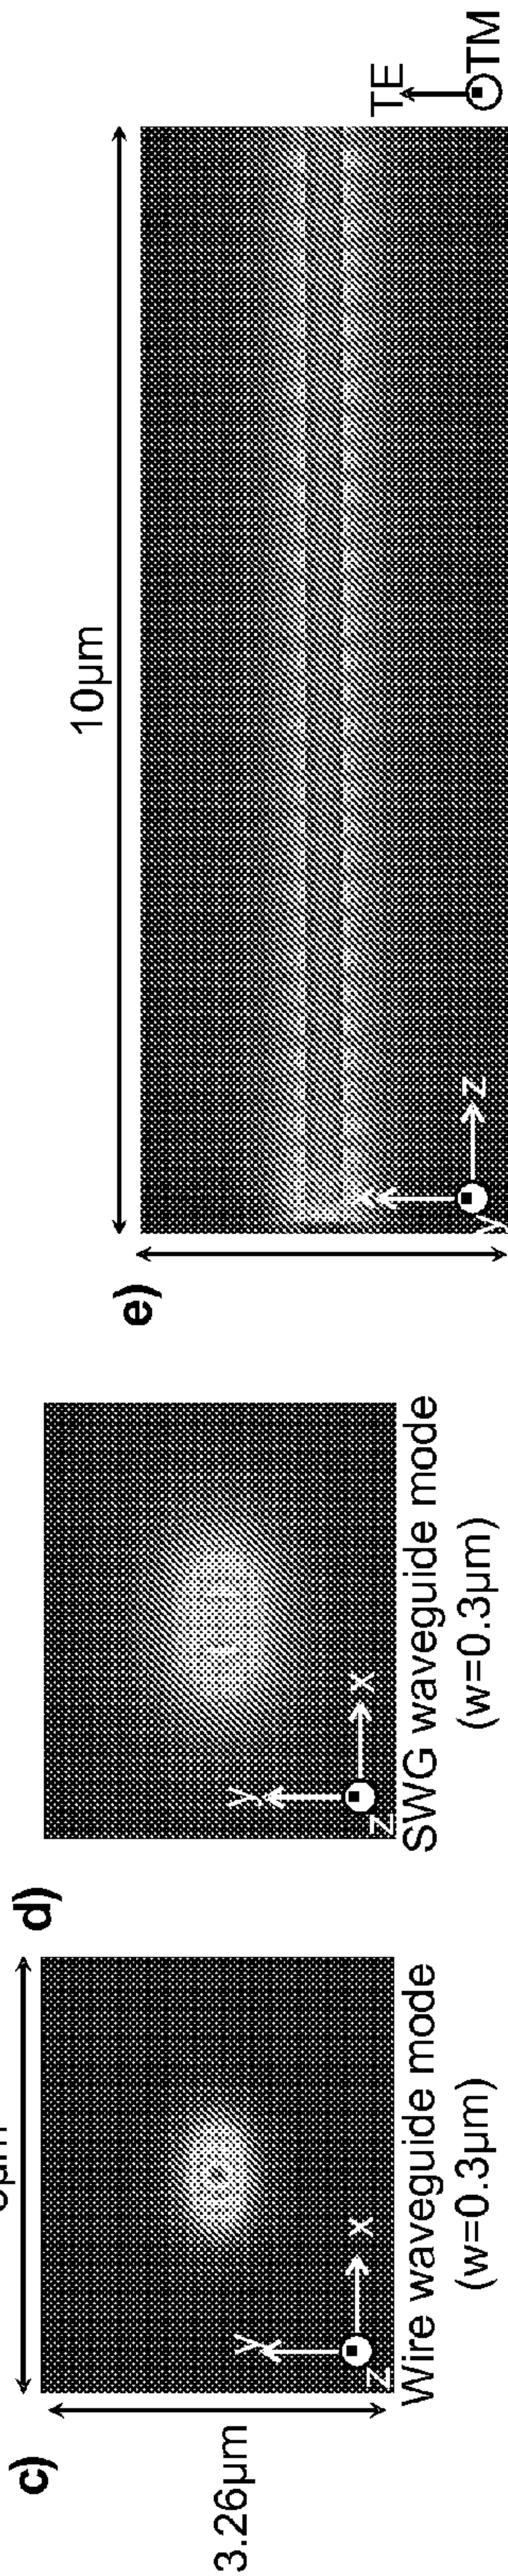 c)
3.26µm
y
x
z
Wire waveguide mode
(w=0.3µm)
d)
y
x
z
SWG waveguide mode
(w=0.3µm)
e)
10µm
x
z
y
TE
TM